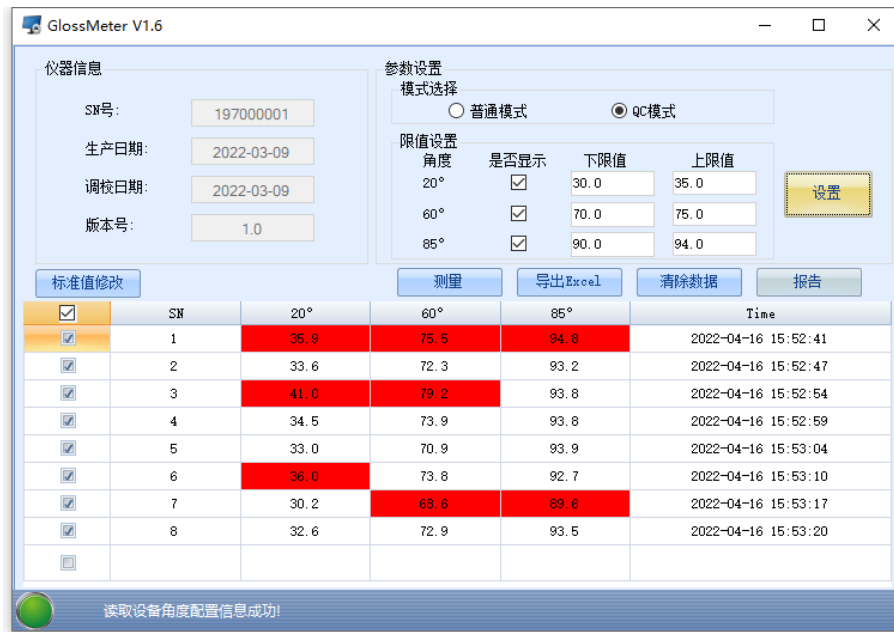 GlossMeter V1.6
仪器信息
SN号: 197000001
生产日期: 2022-03-09
调校日期: 2022-03-09
版本号: 1.0
参数设置
模式选择
普通模式 QC模式
限值设置
角度 是否显示 下限值 上限值
20° 30.0 35.0
60° 70.0 75.0
85° 90.0 94.0
设置
标准值修改 测量 导出Excel 清除数据 报告
SN 20° 60° 85° Time
1 35.9 75.5 94.8 2022-04-16 15:52:41
2 33.6 72.3 93.2 2022-04-16 15:52:47
3 41.0 79.2 93.8 2022-04-16 15:52:54
4 34.5 73.9 93.8 2022-04-16 15:52:59
5 33.0 70.9 93.9 2022-04-16 15:53:04
6 36.0 73.8 92.7 2022-04-16 15:53:10
7 30.2 68.6 89.6 2022-04-16 15:53:17
8 32.6 72.9 93.5 2022-04-16 15:53:20
读取设备角度配置信息成功!